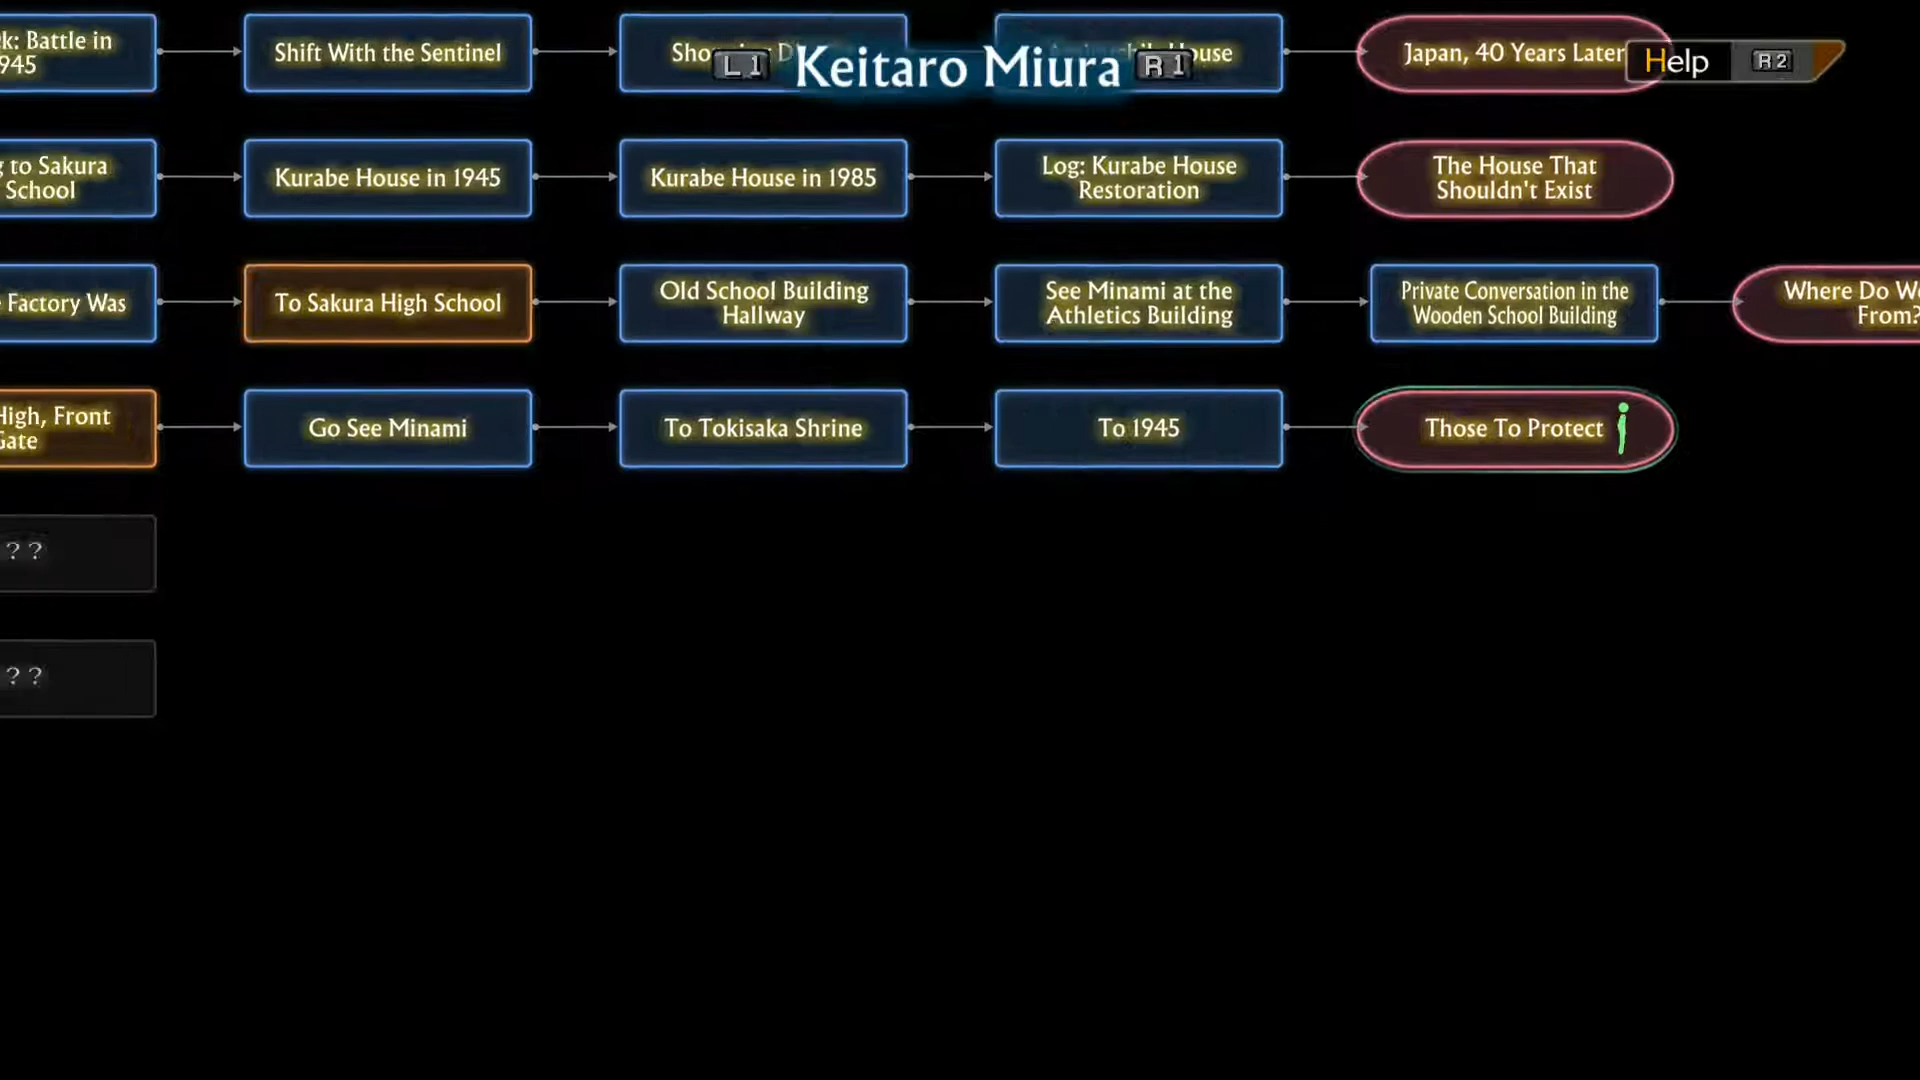 k: Battle in
945
Shift With the Sentinel
Sho
L1
Keitaro Miura
R1
ouse
Japan, 40 Years Later
Help
R2
g to Sakura
School
Kurabe House in 1945
Kurabe House in 1985
Log: Kurabe House
Restoration
The House That
Shouldn't Exist
e Factory Was
To Sakura High School
Old School Building
Hallway
See Minami at the
Athletics Building
Private Conversation in the
Wooden School Building
Where Do W
From?
High, Front
Gate
Go See Minami
To Tokisaka Shrine
To 1945
Those To Protect
??
??